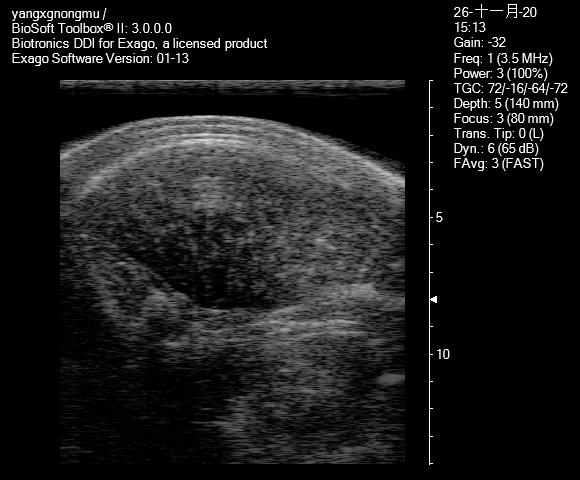 yangxgnongmu /
BioSoft Toolbox® II: 3.0.0.0
Biotronics DDI for Exago, a licensed product
Exago Software Version: 01-13
26-十一月-20
15:13
Gain: -32
Freq: 1 (3.5 MHz)
Power: 3 (100%)
TGC: 72/-16/-64/-72
Depth: 5 (140 mm)
Focus: 3 (80 mm)
Trans. Tip: 0 (L)
Dyn.: 6 (65 dB)
FAvg: 3 (FAST)
5
10